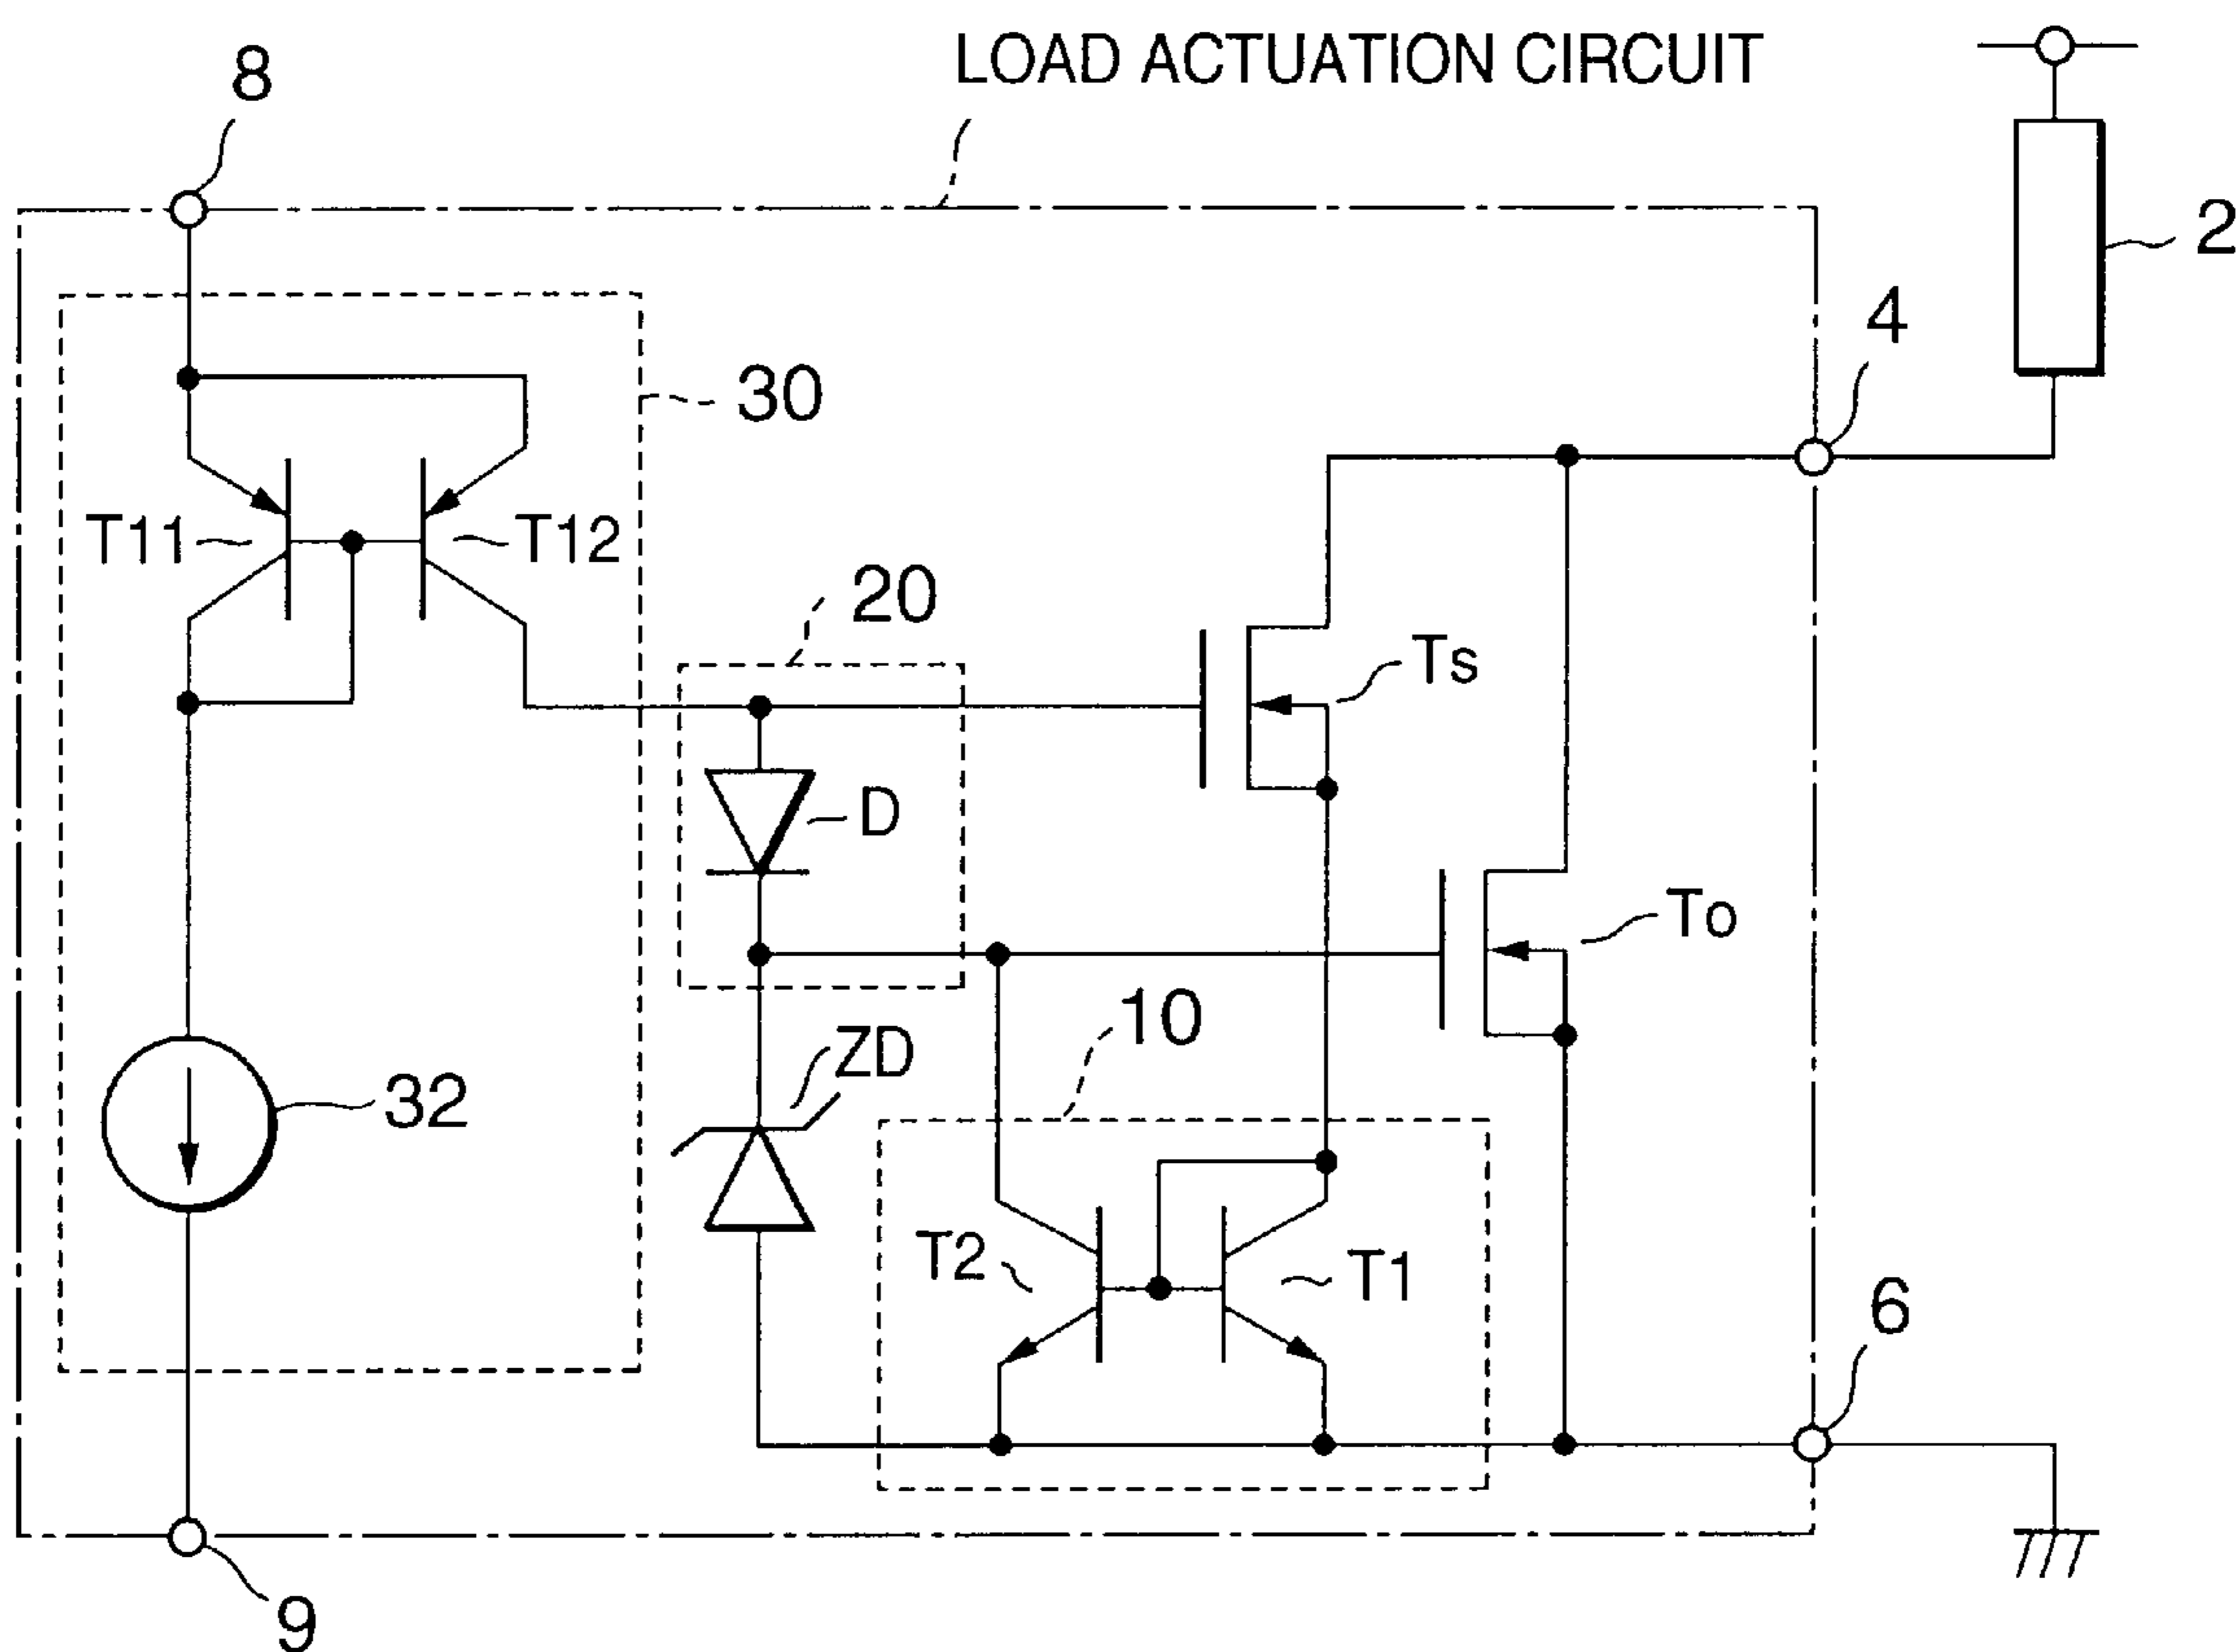 LOAD ACTUATION CIRCUIT
8
2
4
30
T11
T12
20
Ts
D
To
10
ZD
32
T2
T1
6
9